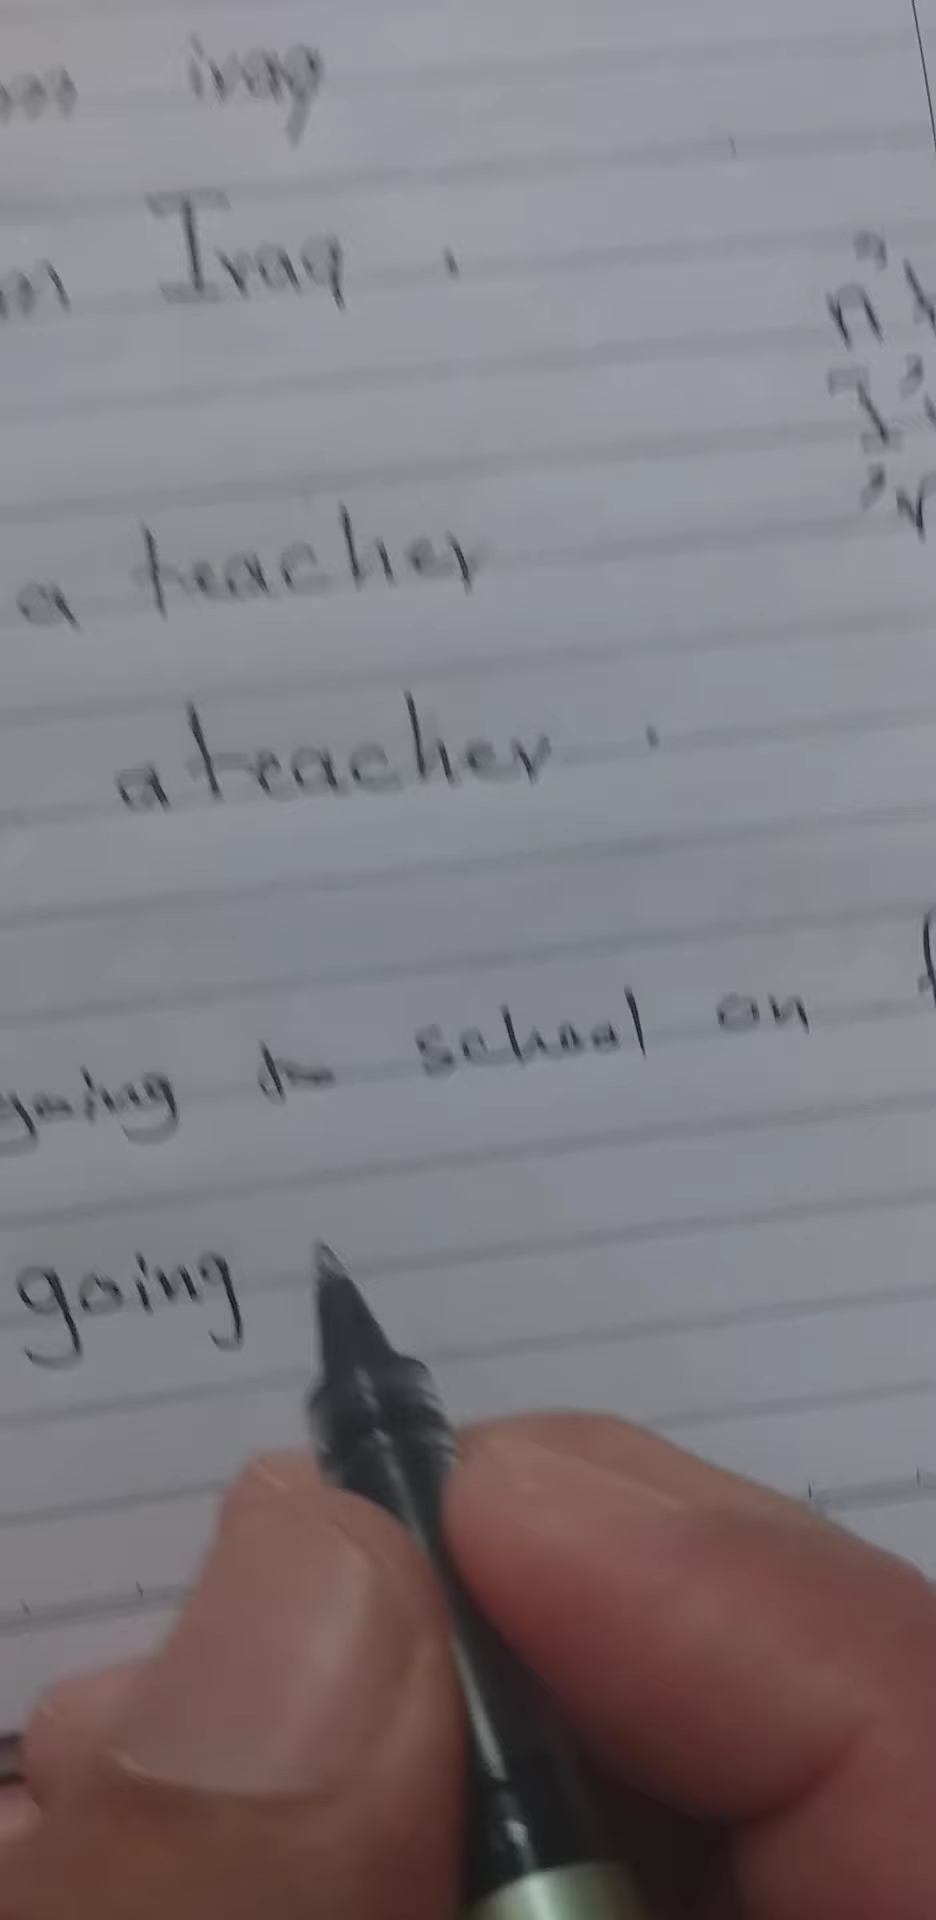 iraq
Iraq.
a teacher
a teacher.
going to school on
going